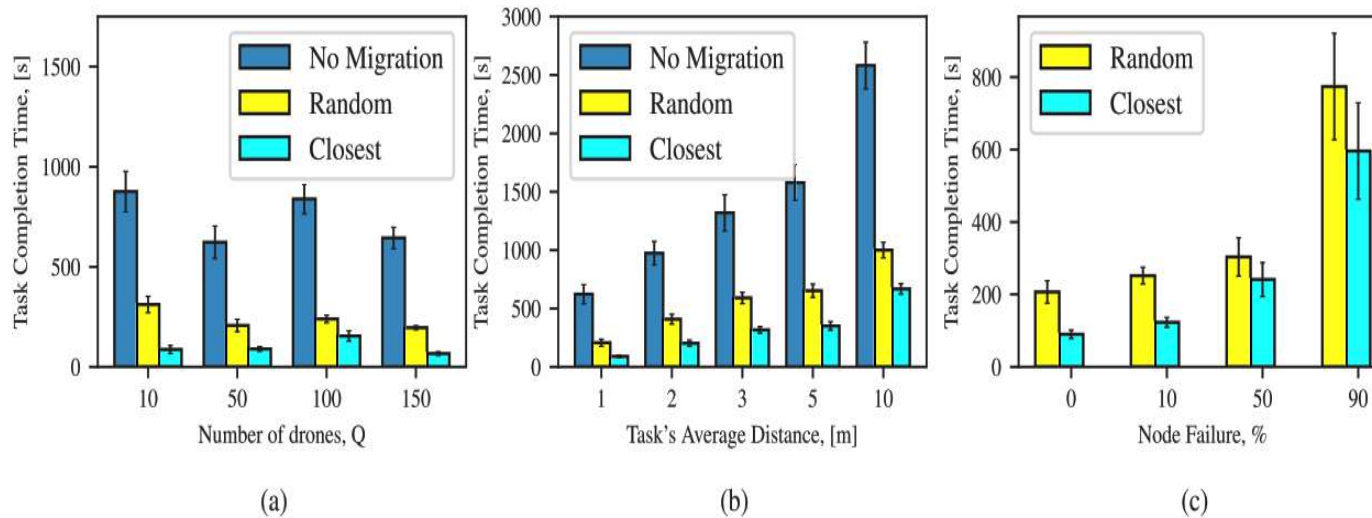 Task Completion Time, [s]
1500
1000
500
0
No Migration
Random
Closest
10 50 100 150
Number of drones, Q
(a)
Task Completion Time, [s]
3000
2500
2000
1500
1000
500
0
No Migration
Random
Closest
1 2 3 5 10
Task's Average Distance, [m]
(b)
Task Completion Time, [s]
800
600
400
200
0
Random
Closest
0 10 50 90
Node Failure, %
(c)